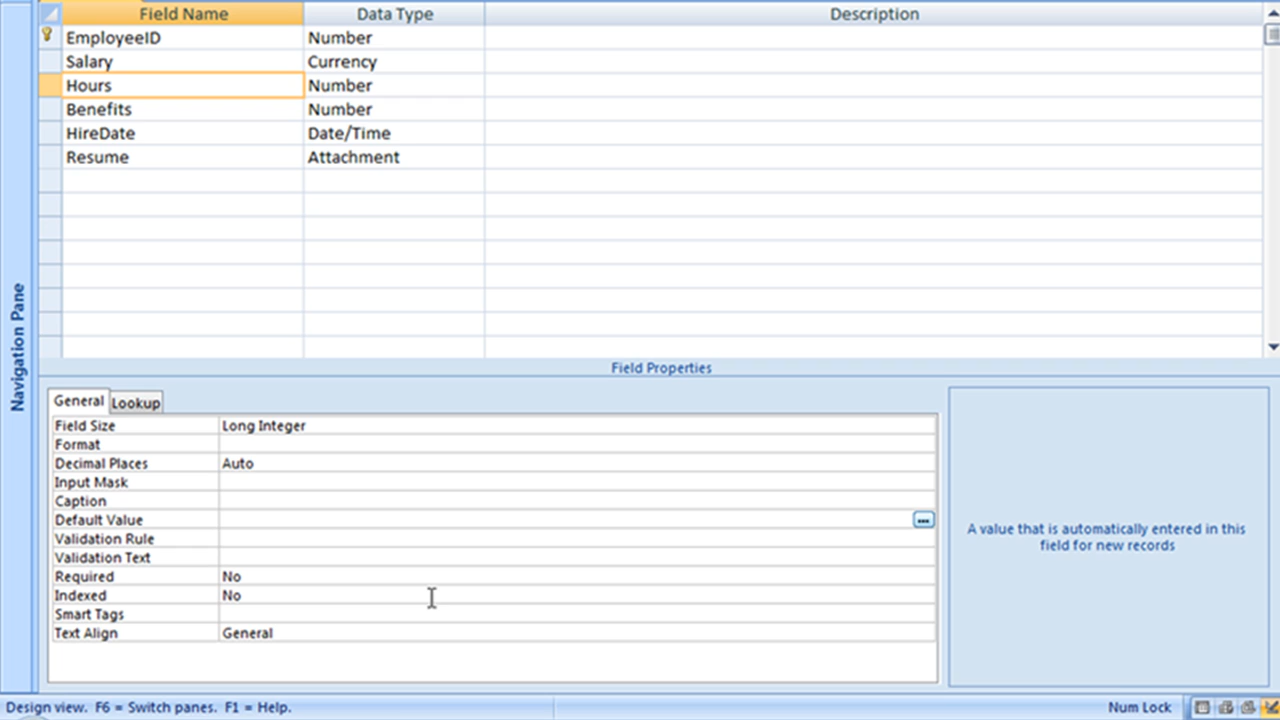 Field Name Data Type Description
EmployeeID Number
Salary Currency
Hours Number
Benefits Number
HireDate Date/Time
Resume Attachment
Navigation Pane
Field Properties
General Lookup
Field Size Long Integer
Format
Decimal Places Auto
Input Mask
Caption
Default Value ...
Validation Rule
Validation Text
Required No
Indexed No
Smart Tags
Text Align General
A value that is automatically entered in this
field for new records
Design view. F6 = Switch panes. F1 = Help. Num Lock